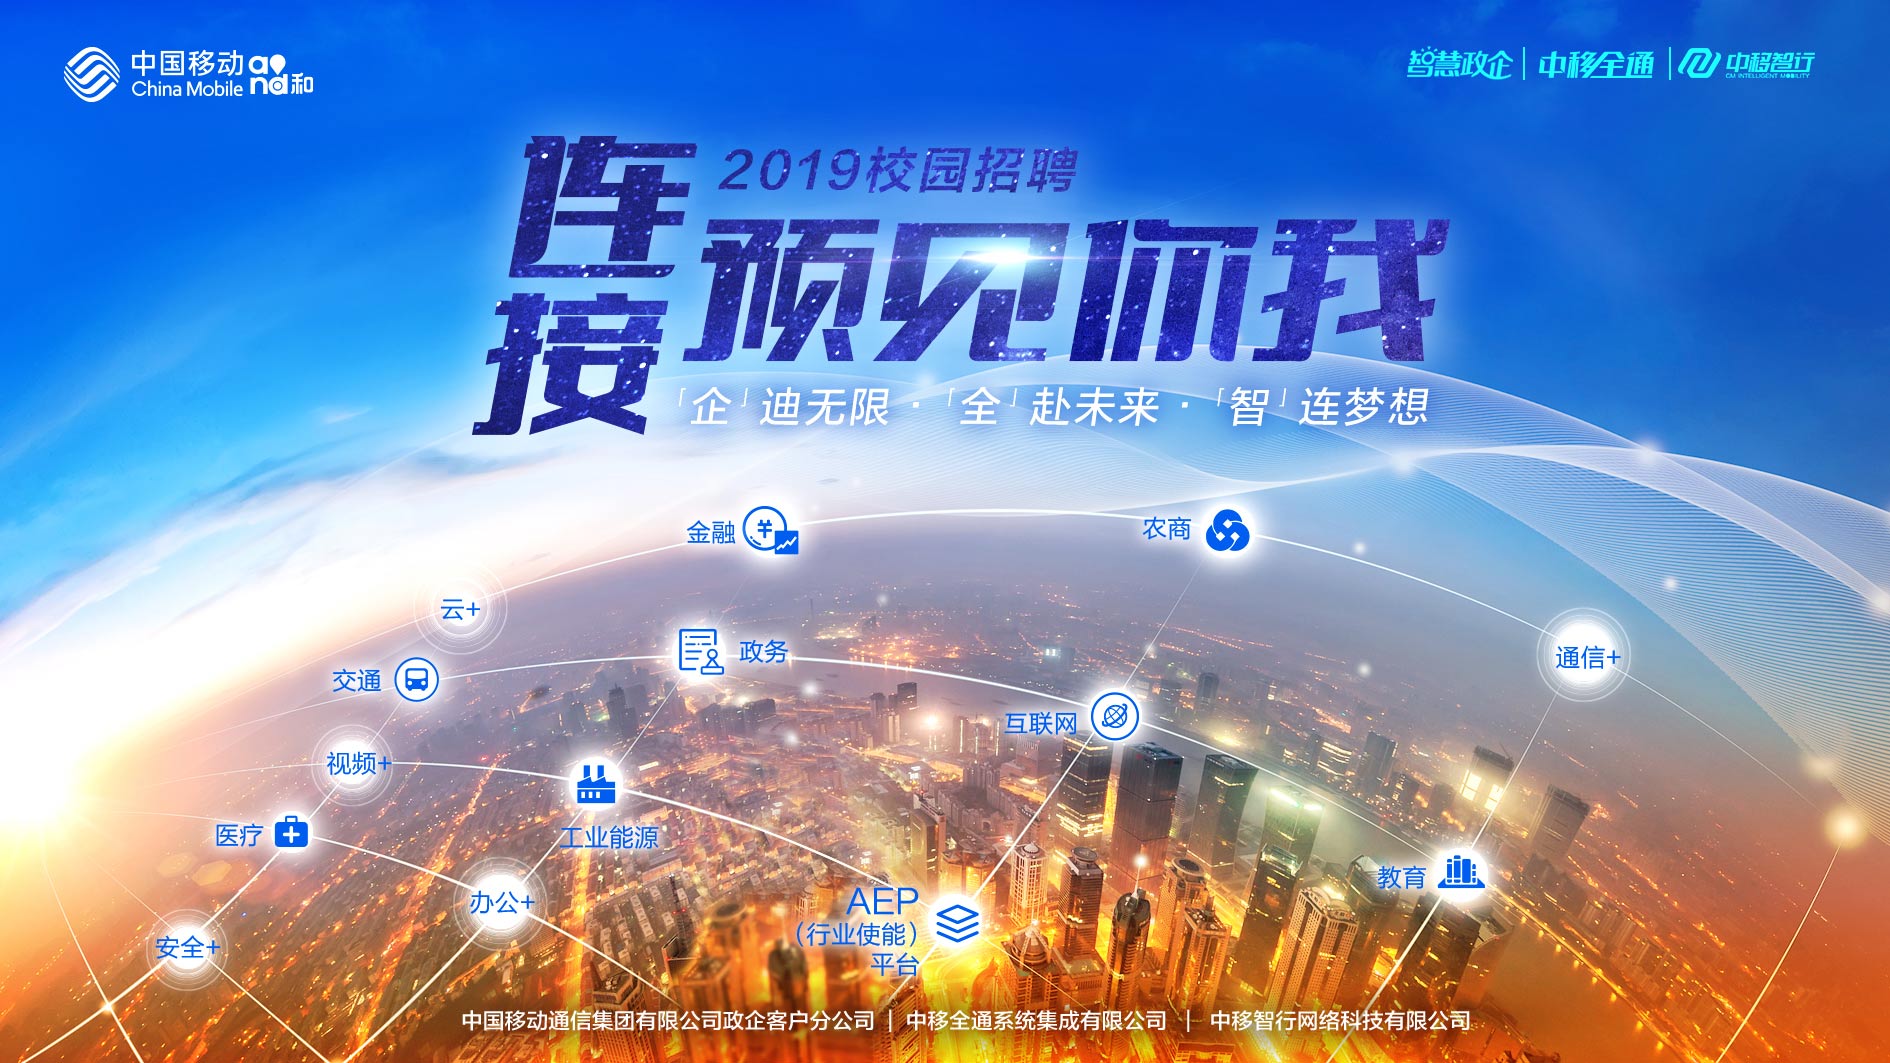 中国移动
China Mobile
and和
智慧政企 | 中移全通 | 中移智行
CM INTELLIGENT MOBILITY
2019校园招聘
连接
预见你我
「企」迪无限·「全」赴未来·「智」连梦想
金融
农商
云+
政务
通信+
交通
互联网
视频+
医疗
工业能源
教育
办公+
AEP
（行业使能）
平台
安全+
中国移动通信集团有限公司政企客户分公司 | 中移全通系统集成有限公司 | 中移智行网络科技有限公司